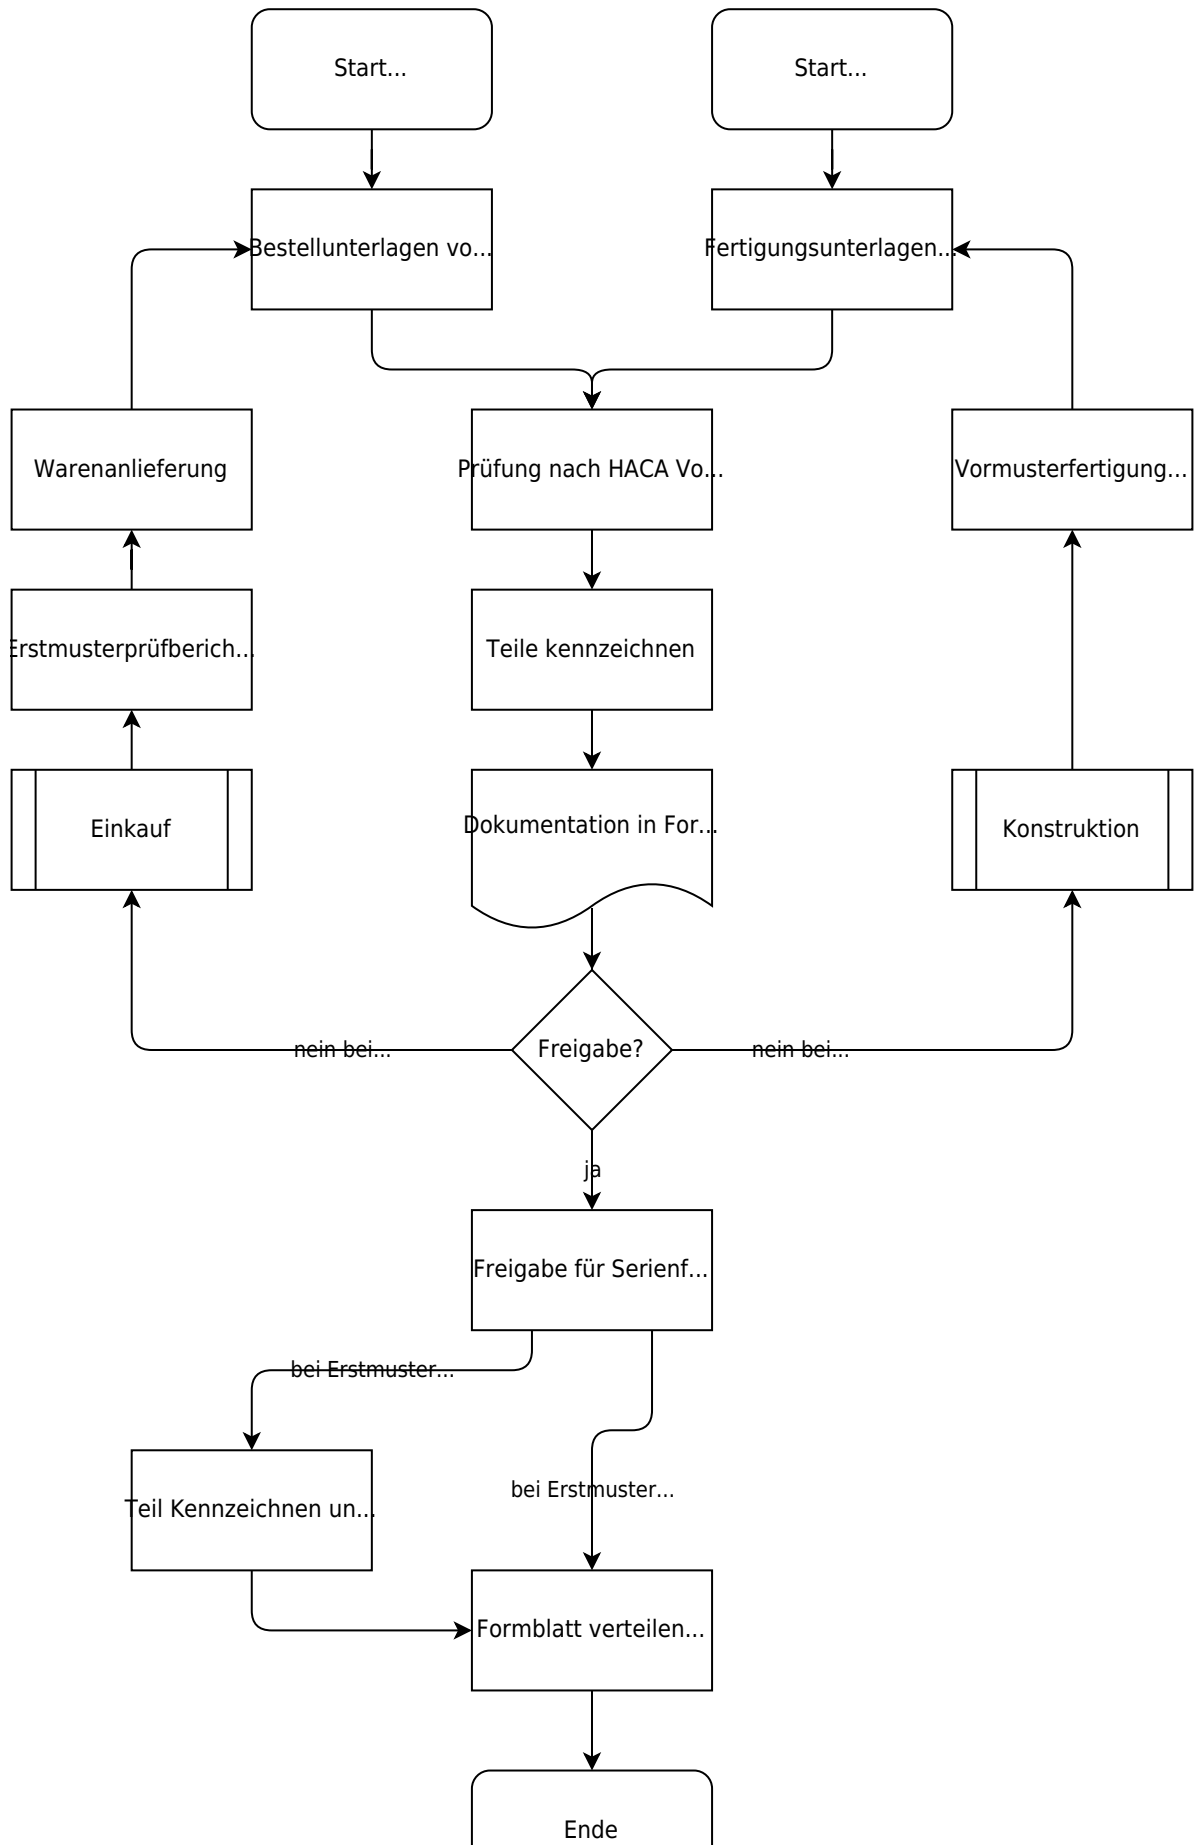 Start...
Start...
Bestellunterlagen vo...
Fertigungsunterlagen...
Warenanlieferung
Prüfung nach HACA Vo...
Vormusterfertigung...
Erstmusterprüfberich...
Teile kennzeichnen
Einkauf
Dokumentation in For...
Konstruktion
nein bei...
Freigabe?
nein bei...
ja
Freigabe für Serienf...
bei Erstmuster...
bei Erstmuster...
Teil Kennzeichnen un...
Formblatt verteilen...
Ende